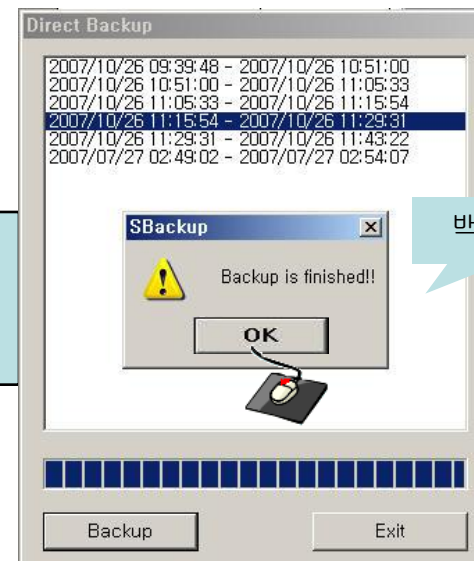 Direct Backup
2007/10/26 09:39:48 - 2007/10/26 10:51:00
2007/10/26 10:51:00 - 2007/10/26 11:05:33
2007/10/26 11:05:33 - 2007/10/26 11:15:54
2007/10/26 11:15:54 - 2007/10/26 11:29:31
2007/10/26 11:29:31 - 2007/10/26 11:43:22
2007/07/27 02:49:02 - 2007/07/27 02:54:07
SBackup
Backup is finished!!
OK
Backup
Exit